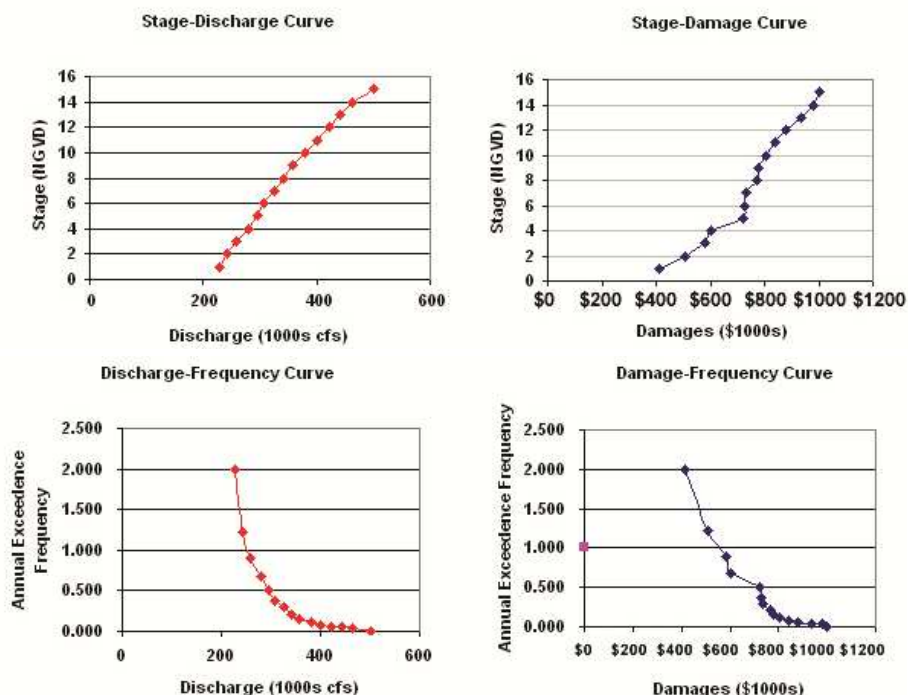 Stage-Discharge Curve
Stage (NGVD)
16
14
12
10
8
6
4
2
0
0 200 400 600
Discharge (1000s cfs)
Stage-Damage Curve
Stage (NGVD)
16
14
12
10
8
6
4
2
0
$0 $200 $400 $600 $800 $1000 $1200
Damages ($1000s)
Discharge-Frequency Curve
Annual Exceedence
Frequency
2.500
2.000
1.500
1.000
0.500
0.000
0 200 400 600
Discharge (1000s cfs)
Damage-Frequency Curve
Annual Exceedence Frequency
2.500
2.000
1.500
1.000
0.500
0.000
$0 $200 $400 $600 $800 $1000 $1200
Damages ($1000s)